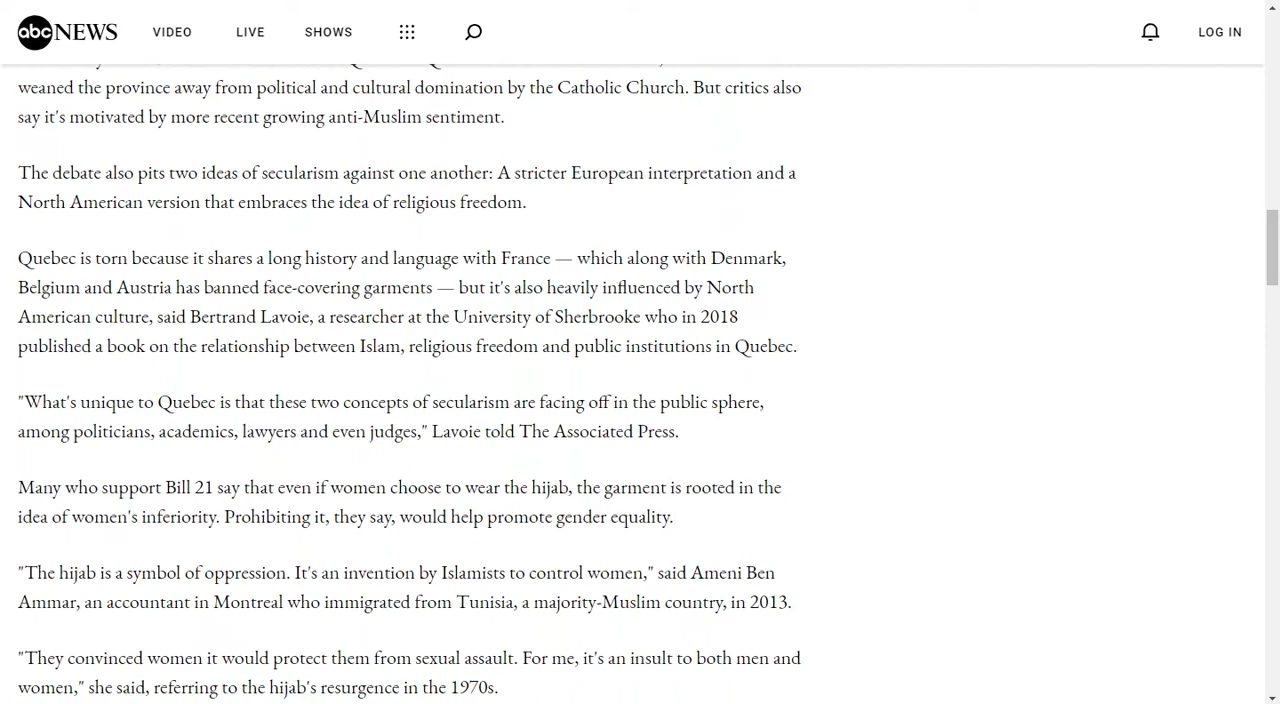 abc NEWS VIDEO LIVE SHOWS LOG IN
weaned the province away from political and cultural domination by the Catholic Church. But critics also
say it's motivated by more recent growing anti-Muslim sentiment.
The debate also pits two ideas of secularism against one another: A stricter European interpretation and a
North American version that embraces the idea of religious freedom.
Quebec is torn because it shares a long history and language with France — which along with Denmark,
Belgium and Austria has banned face-covering garments — but it's also heavily influenced by North
American culture, said Bertrand Lavoie, a researcher at the University of Sherbrooke who in 2018
published a book on the relationship between Islam, religious freedom and public institutions in Quebec.
"What's unique to Quebec is that these two concepts of secularism are facing off in the public sphere,
among politicians, academics, lawyers and even judges," Lavoie told The Associated Press.
Many who support Bill 21 say that even if women choose to wear the hijab, the garment is rooted in the
idea of women's inferiority. Prohibiting it, they say, would help promote gender equality.
"The hijab is a symbol of oppression. It's an invention by Islamists to control women," said Ameni Ben
Ammar, an accountant in Montreal who immigrated from Tunisia, a majority-Muslim country, in 2013.
"They convinced women it would protect them from sexual assault. For me, it's an insult to both men and
women," she said, referring to the hijab's resurgence in the 1970s.